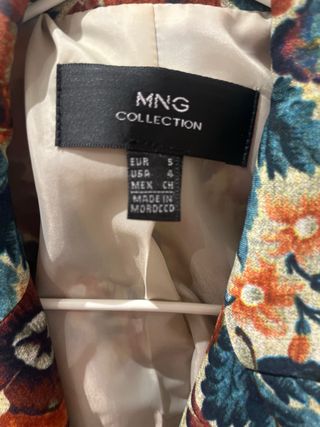 MNG
COLLECTION
EUR S
USA 4
MEX CH
MADE IN
MOROCCO